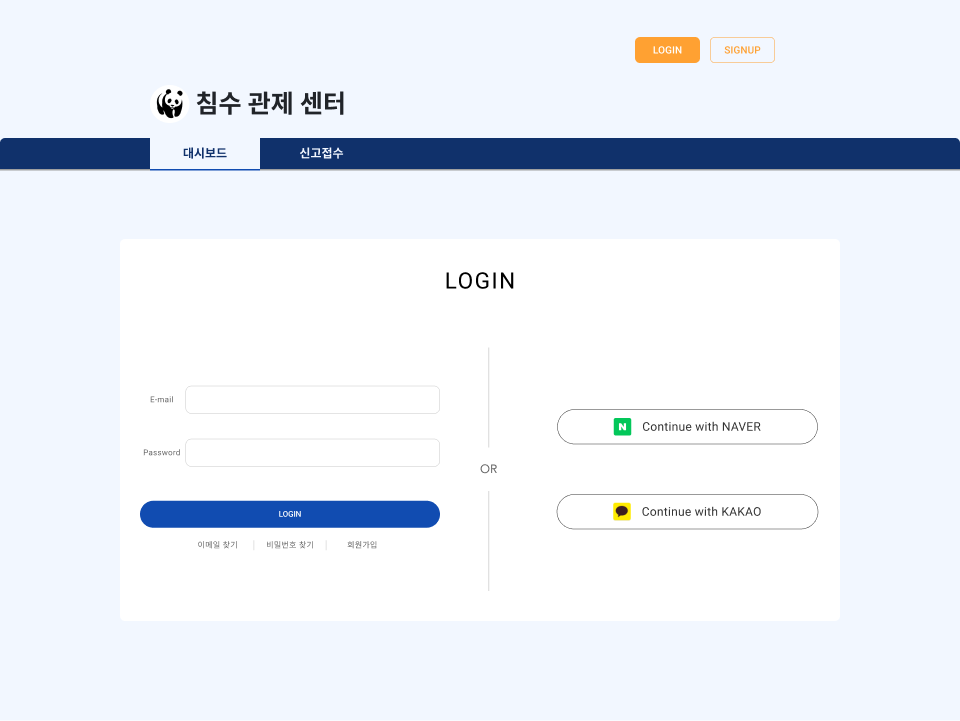 LOGIN SIGNUP
침수 관제 센터
대시보드 신고접수
LOGIN
E-mail
Password
LOGIN
이메일 찾기 비밀번호 찾기 회원가입
OR
N Continue with NAVER
Continue with KAKAO